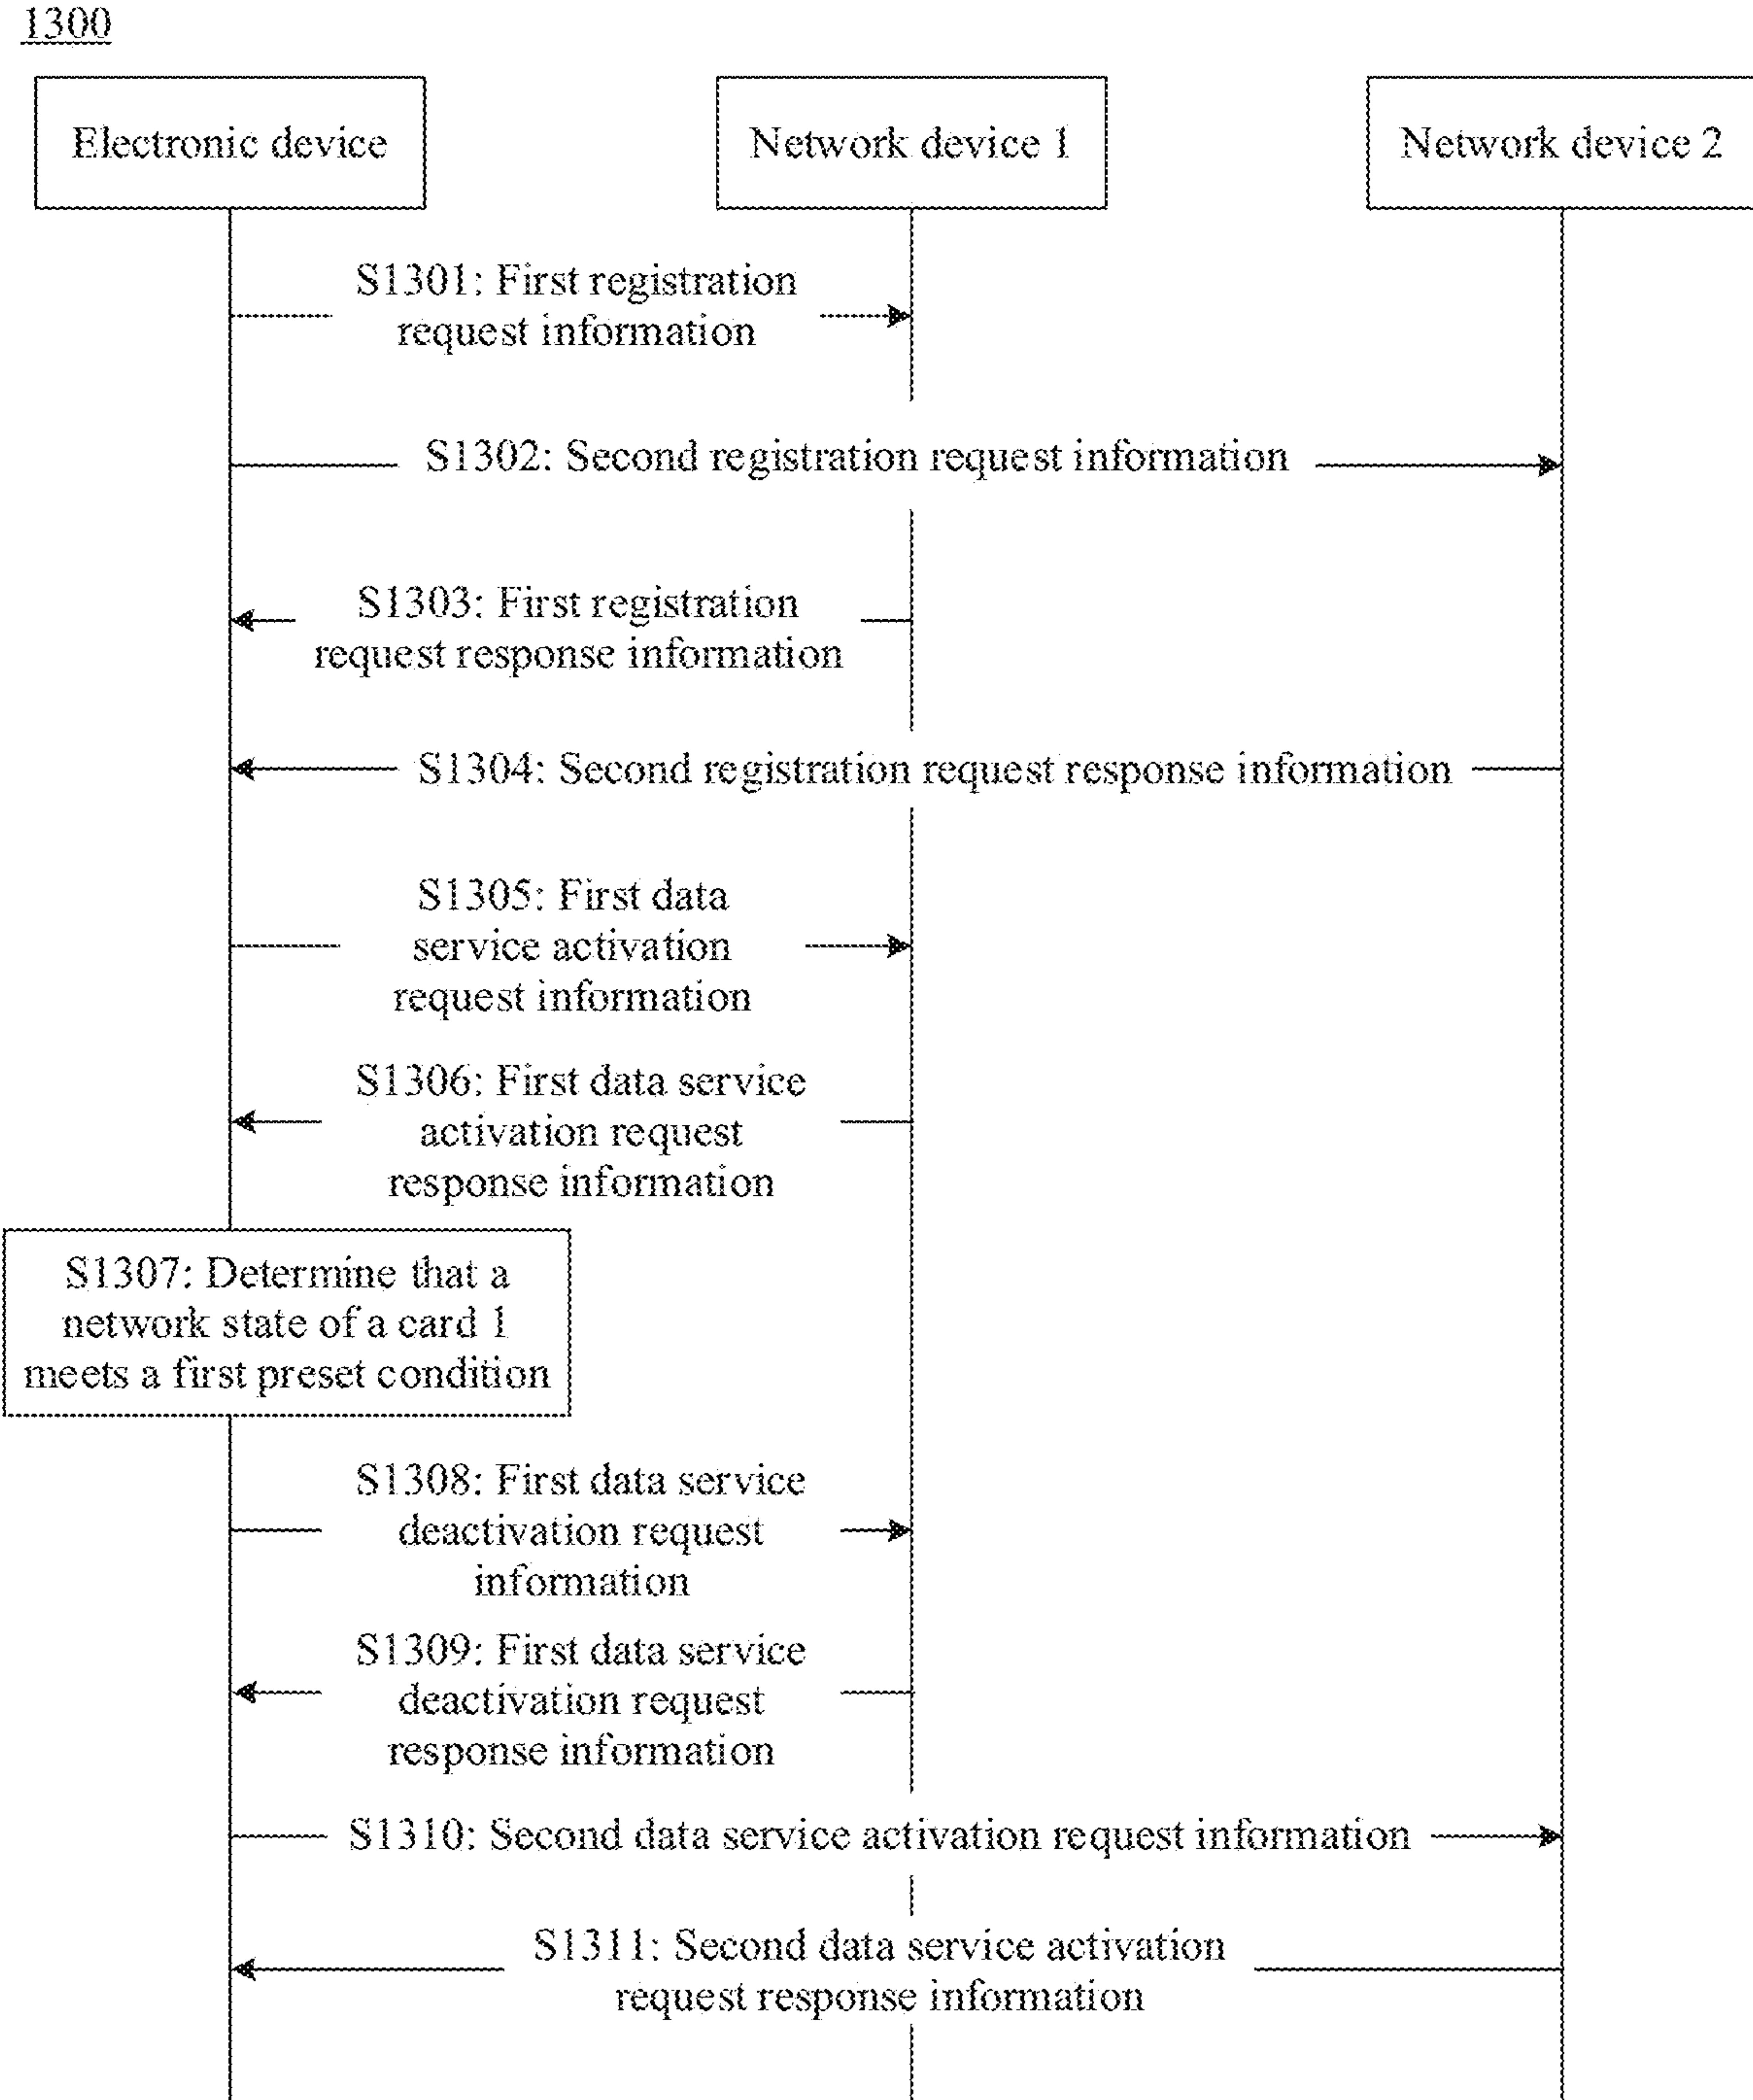 1300
Electronic device
Network device 1
Network device 2
S1301: First registration
request information
S1302: Second registration request information
S1303: First registration
request response information
S1304: Second registration request response information
S1305: First data
service activation
request information
S1306: First data service
activation request
response information
S1307: Determine that a
network state of a card 1
meets a first preset condition
S1308: First data service
deactivation request
information
S1309: First data service
deactivation request
response information
S1310: Second data service activation request information
S1311: Second data service activation
request response information